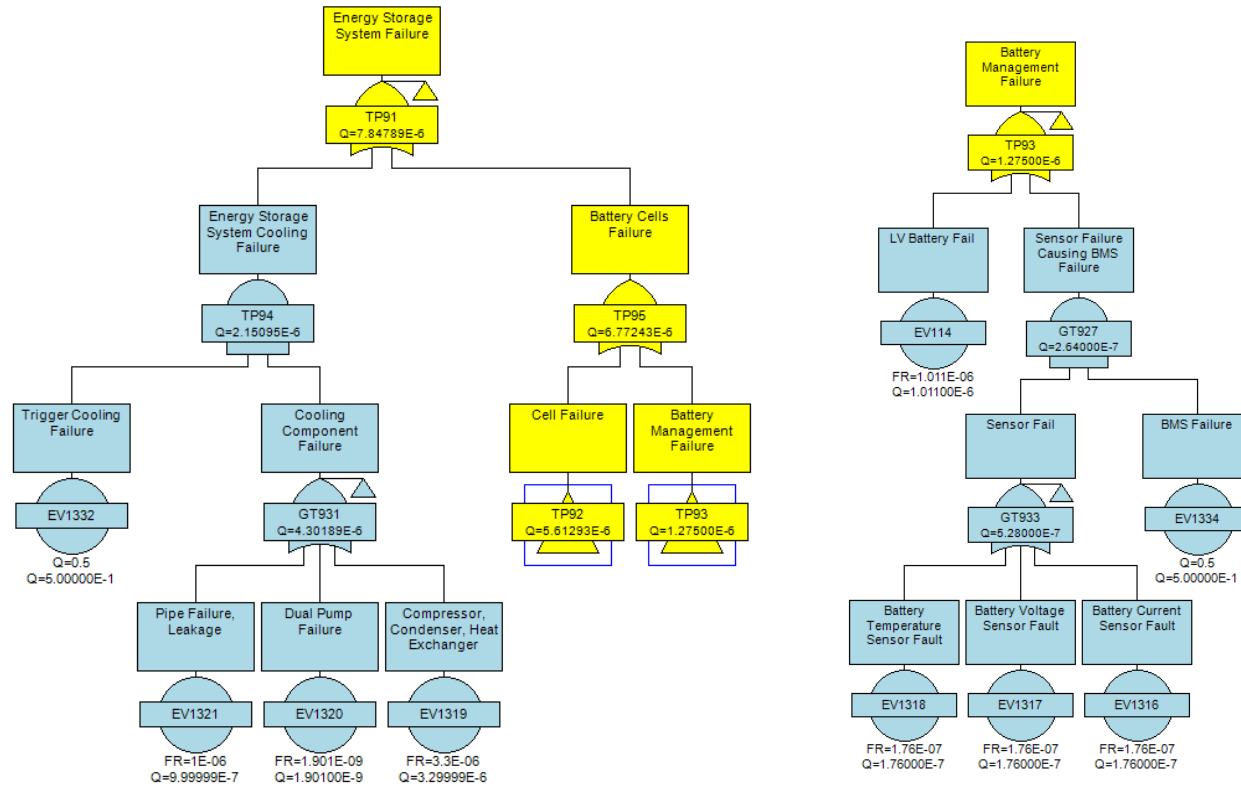 Energy Storage
System Failure
TP91
Q=7.84789E-6
Energy Storage
System Cooling
Failure
TP94
Q=2.15095E-6
Battery Cells
Failure
TP95
Q=6.77243E-6
Trigger Cooling
Failure
EV1332
Q=0.5
Q=5.00000E-1
Cooling
Component
Failure
GT931
Q=4.30189E-6
Cell Failure
TP92
Q=5.61293E-6
Battery
Management
Failure
TP93
Q=1.27500E-6
Pipe Failure,
Leakage
EV1321
FR=1E-06
Q=9.99999E-7
Dual Pump
Failure
EV1320
FR=1.901E-09
Q=1.90100E-9
Compressor,
Condenser, Heat
Exchanger
EV1319
FR=3.3E-06
Q=3.29999E-6
Battery
Management
Failure
TP93
Q=1.27500E-6
LV Battery Fail
EV114
FR=1.011E-06
Q=1.01100E-6
Sensor Failure
Causing BMS
Failure
GT927
Q=2.64000E-7
Sensor Fail
GT933
Q=5.28000E-7
BMS Failure
EV1334
Q=0.5
Q=5.00000E-1
Battery
Temperature
Sensor Fault
EV1318
FR=1.76E-07
Q=1.76000E-7
Battery Voltage
Sensor Fault
EV1317
FR=1.76E-07
Q=1.76000E-7
Battery Current
Sensor Fault
EV1316
FR=1.76E-07
Q=1.76000E-7